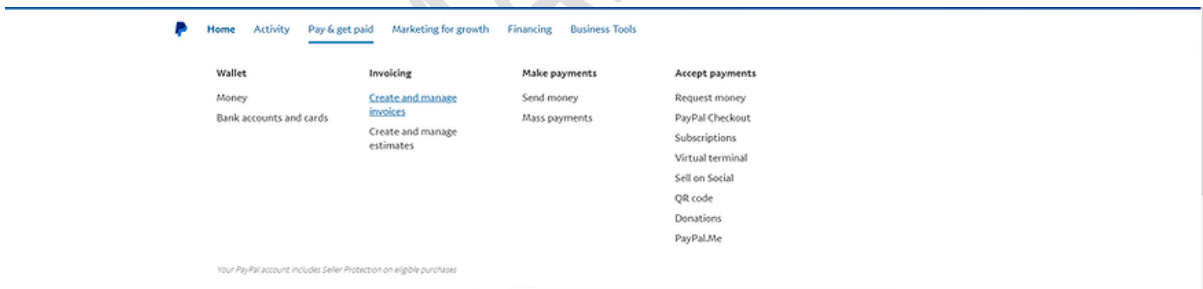 Home Activity Pay & get paid Marketing for growth Financing Business Tools
Wallet
Money
Bank accounts and cards
Invoicing
Create and manage
invoices
Create and manage
estimates
Make payments
Send money
Mass payments
Accept payments
Request money
PayPal Checkout
Subscriptions
Virtual terminal
Sell on Social
QR code
Donations
PayPal.Me
Your PayPal account includes Seller Protection on eligible purchases